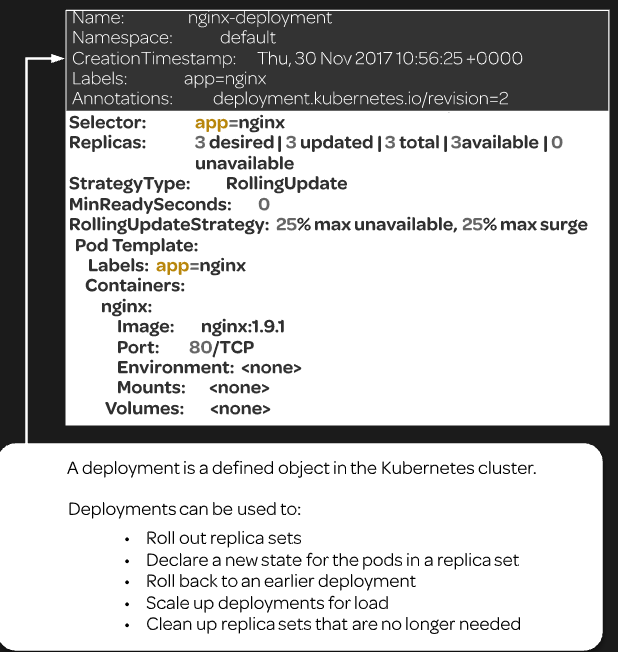 Name: nginx-deployment
Namespace: default
CreationTimestamp: Thu, 30 Nov 2017 10:56:25 +0000
Labels: app=nginx
Annotations: deployment.kubernetes.io/revision=2
Selector: app=nginx
Replicas: 3 desired | 3 updated | 3 total | 3available | 0
unavailable
StrategyType: RollingUpdate
MinReadySeconds: 0
RollingUpdateStrategy: 25% max unavailable, 25% max surge
Pod Template:
Labels: app=nginx
Containers:
nginx:
Image: nginx:1.9.1
Port: 80/TCP
Environment: <none>
Mounts: <none>
Volumes: <none>
A deployment is a defined object in the Kubernetes cluster.
Deployments can be used to:
• Roll out replica sets
• Declare a new state for the pods in a replica set
• Roll back to an earlier deployment
• Scale up deployments for load
• Clean up replica sets that are no longer needed